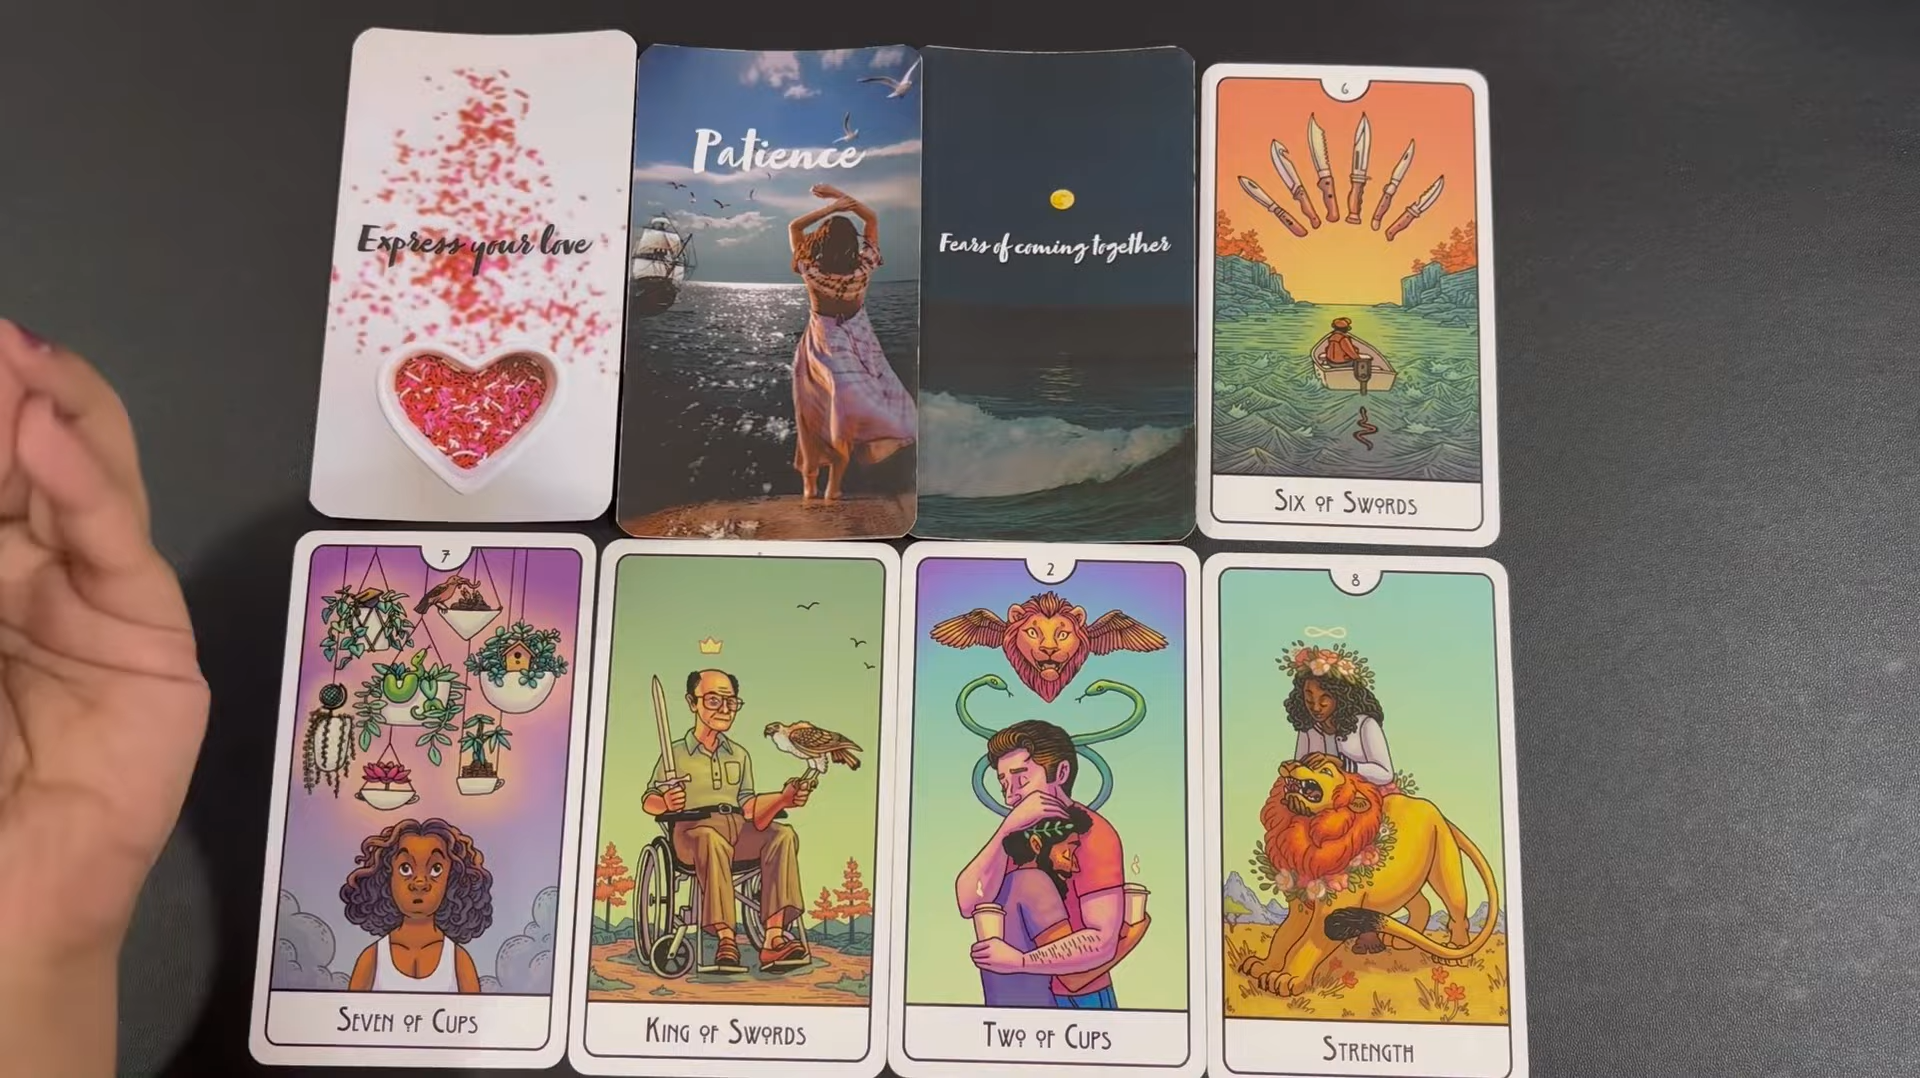 Express your love
Patience
Fears of coming together
6
Six of Swords
7
Seven of Cups
King of Swords
2
Two of Cups
8
Strength